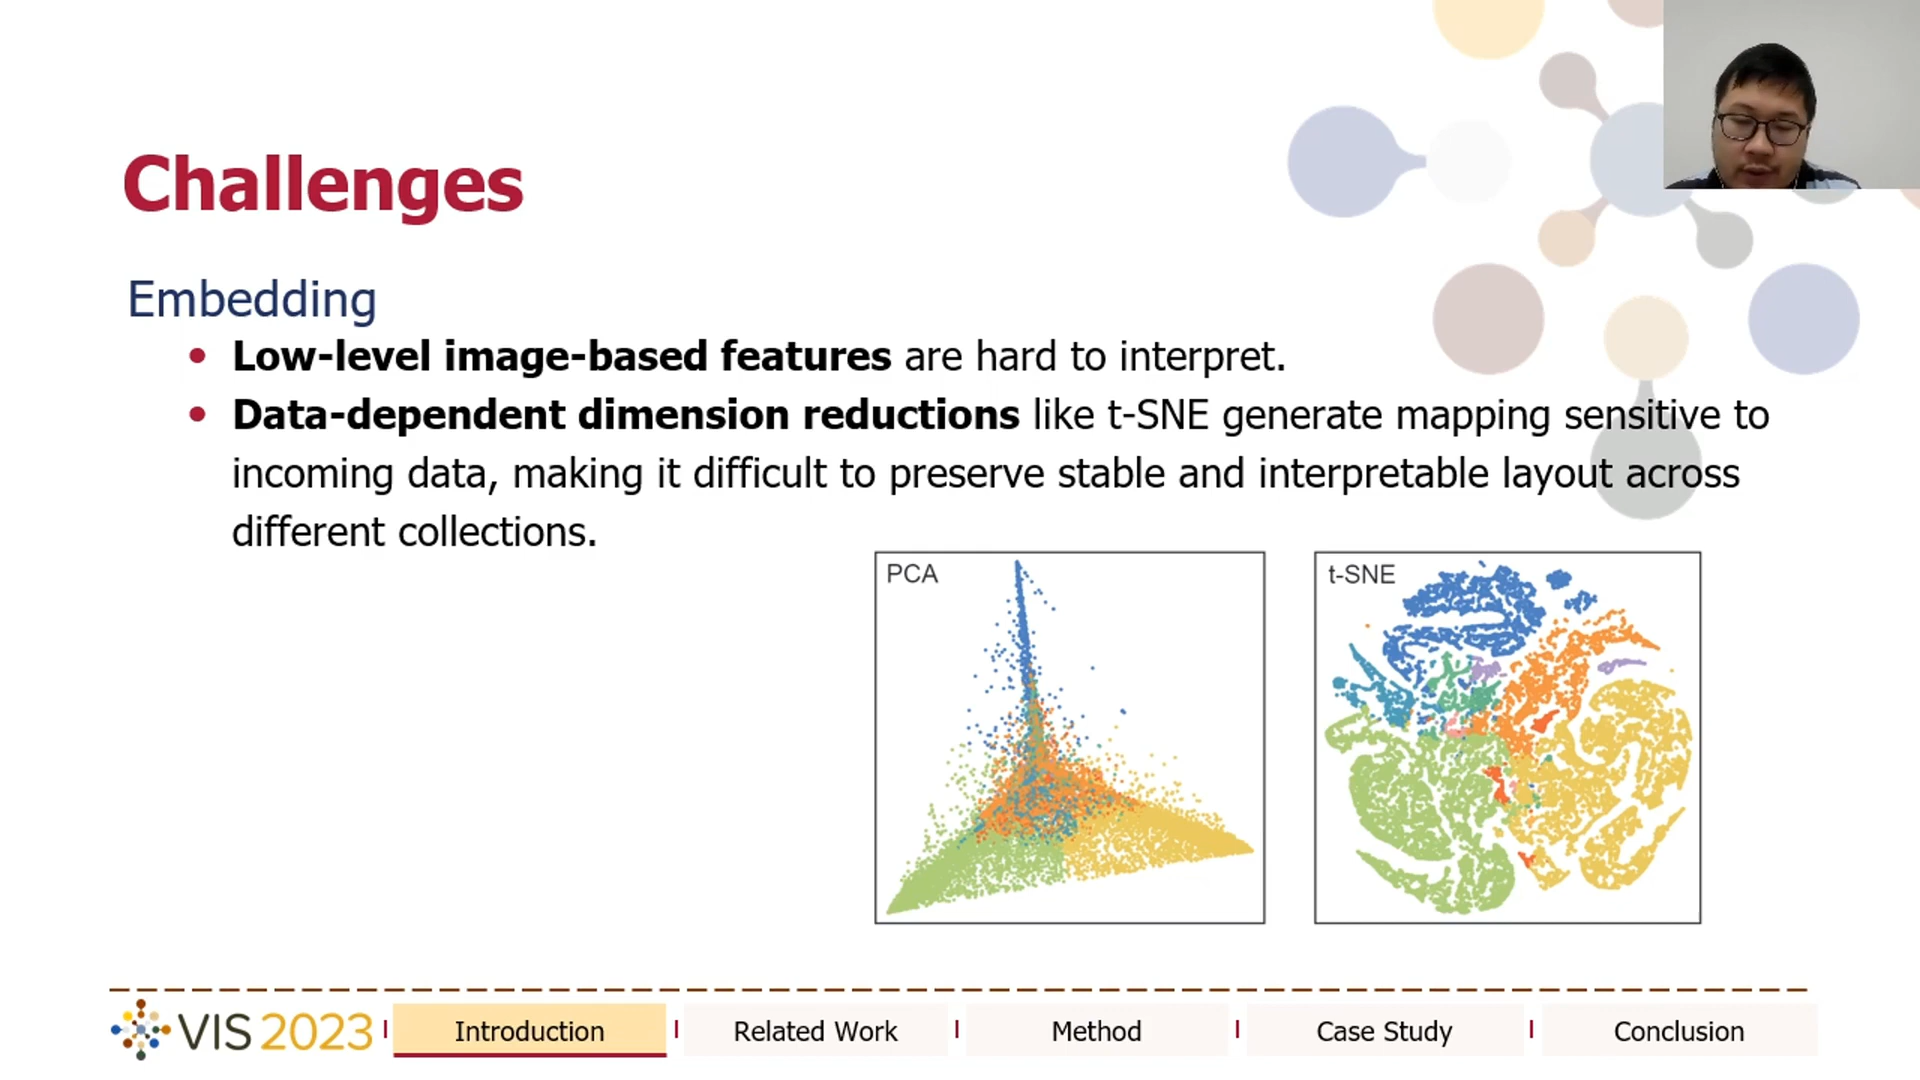 Challenges
Embedding
• Low-level image-based features are hard to interpret.
• Data-dependent dimension reductions like t-SNE generate mapping sensitive to
incoming data, making it difficult to preserve stable and interpretable layout across
different collections.
PCA
t-SNE
VIS 2023
Introduction
Related Work
Method
Case Study
Conclusion